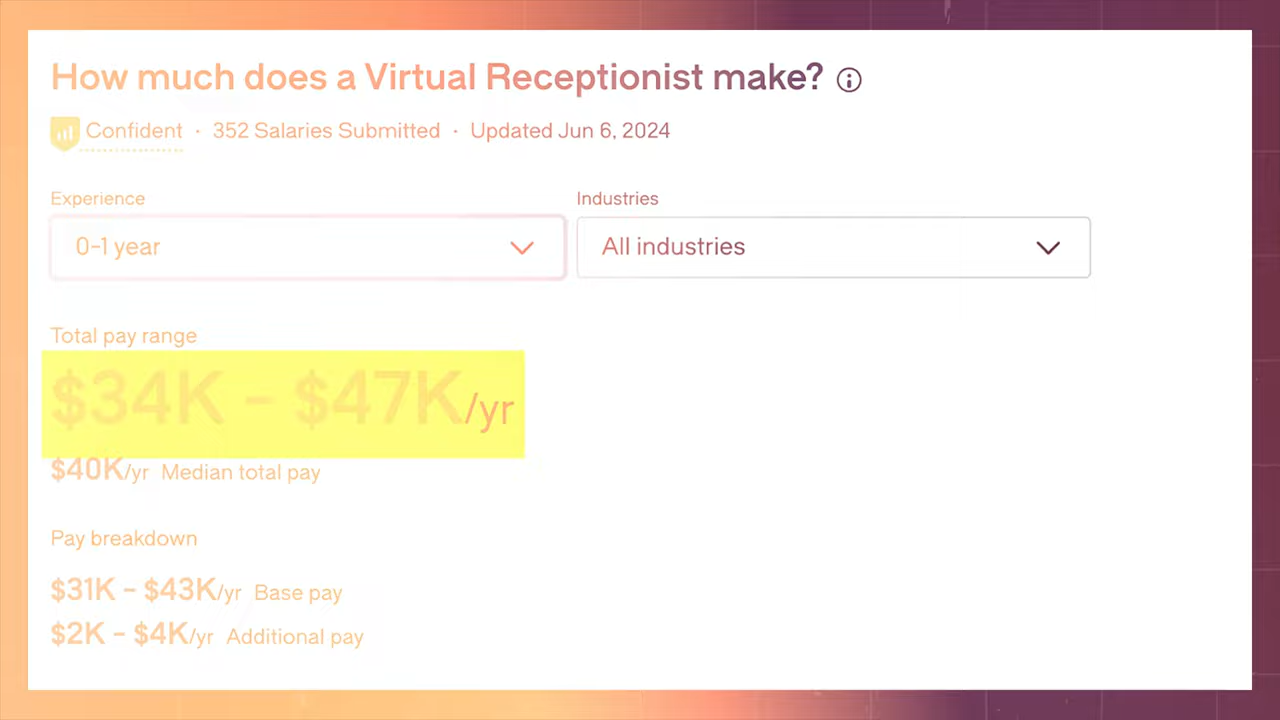 How much does a Virtual Receptionist make?
Confident · 352 Salaries Submitted · Updated Jun 6, 2024
Experience
Industries
0-1 year
All industries
Total pay range
$34K - $47K/yr
$40K/yr Median total pay
Pay breakdown
$31K - $43K/yr Base pay
$2K - $4K/yr Additional pay